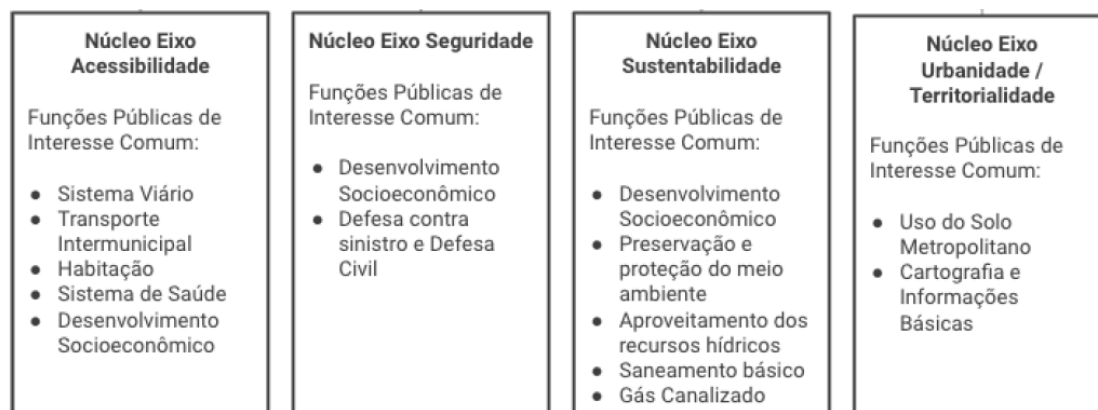 Núcleo Eixo
Acessibilidade
Funções Públicas de
Interesse Comum:
● Sistema Viário
● Transporte
Intermunicipal
● Habitação
● Sistema de Saúde
● Desenvolvimento
Socioeconômico
Núcleo Eixo Seguridade
Funções Públicas de
Interesse Comum:
● Desenvolvimento
Socioeconômico
● Defesa contra
sinistro e Defesa
Civil
Núcleo Eixo
Sustentabilidade
Funções Públicas de
Interesse Comum:
● Desenvolvimento
Socioeconômico
● Preservação e
proteção do meio
ambiente
● Aproveitamento dos
recursos hídricos
● Saneamento básico
● Gás Canalizado
Núcleo Eixo
Urbanidade /
Territorialidade
Funções Públicas de
Interesse Comum:
● Uso do Solo
Metropolitano
● Cartografia e
Informações
Básicas